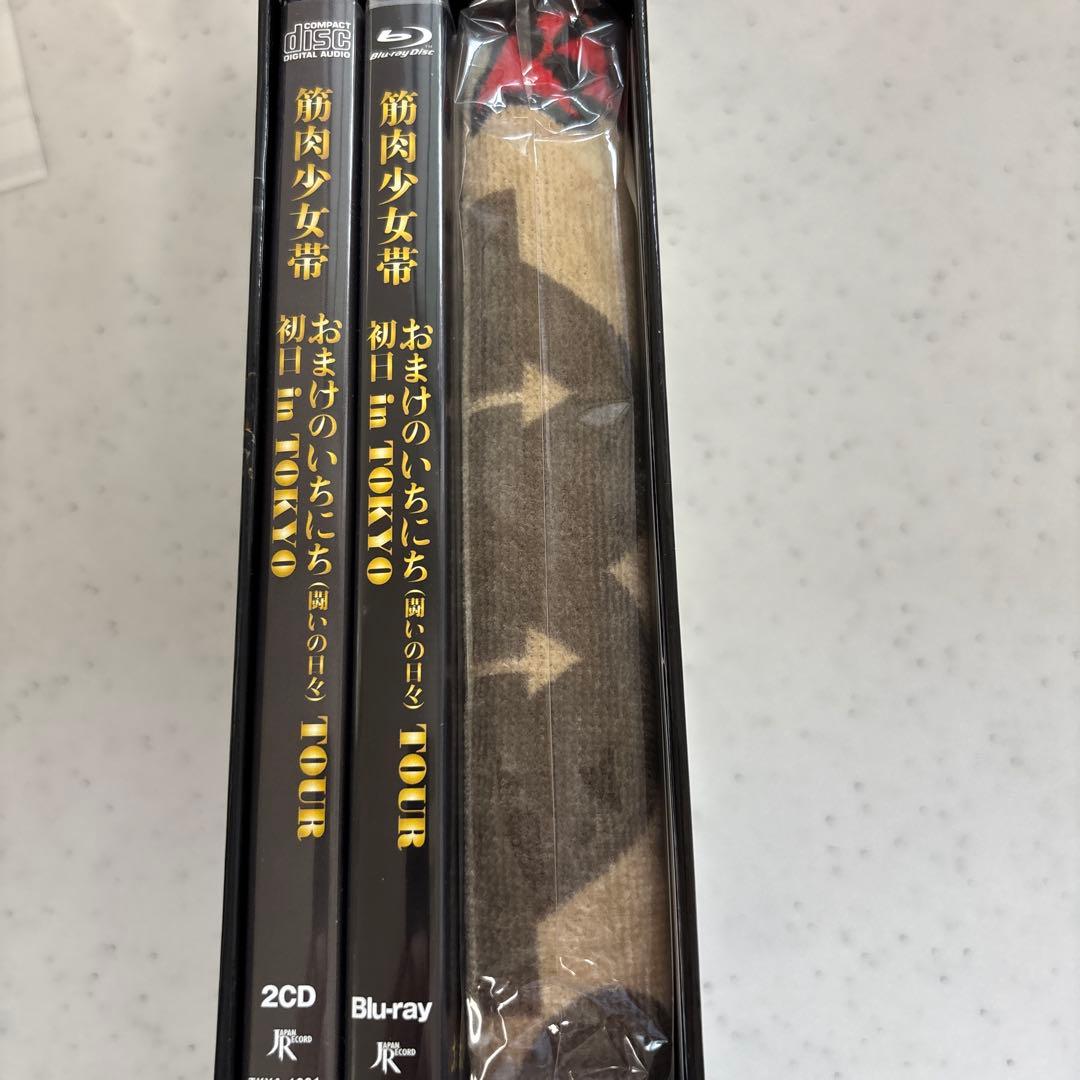 COMPACT
disc
DIGITAL AUDIO
筋肉少女帯
おまけのいちにち(闘いの日々) TOUR
初日 in TOKYO
2CD
JAPAN
RECORD
Blu-ray Disc
筋肉少女帯
おまけのいちにち(闘いの日々) TOUR
初日 in TOKYO
Blu-ray
JAPAN
RECORD